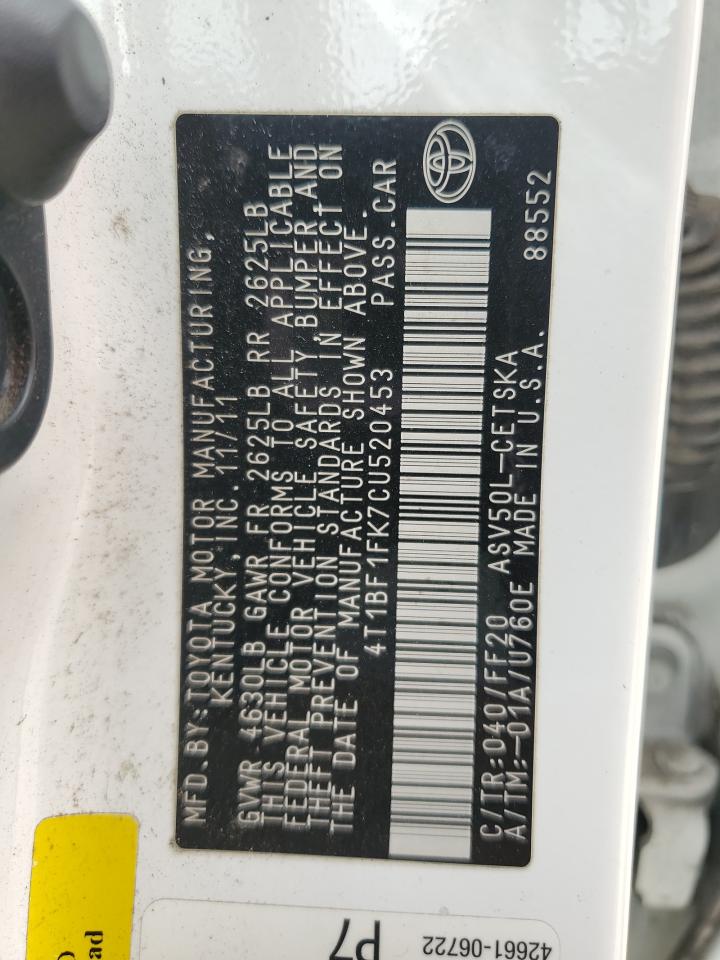 MFD.BY:TOYOTA MOTOR MANUFACTURING,
KENTUCKY,INC. 11/11
GVWR 4630LB GAWR FR 2625LB RR 2625LB
THIS VEHICLE CONFORMS TO ALL APPLICABLE
FEDERAL MOTOR VEHICLE SAFETY, BUMPER AND
THEFT PREVENTION STANDARDS IN EFFECT ON
THE DATE OF MANUFACTURE SHOWN ABOVE.
4T1BF1FK7CU520453 PASS.CAR
C/TR:040/FF20 ASV50L-CETSKA
A/TM:-01A/U760E MADE IN U.S.A. 88552
P7
42661-06722
ad